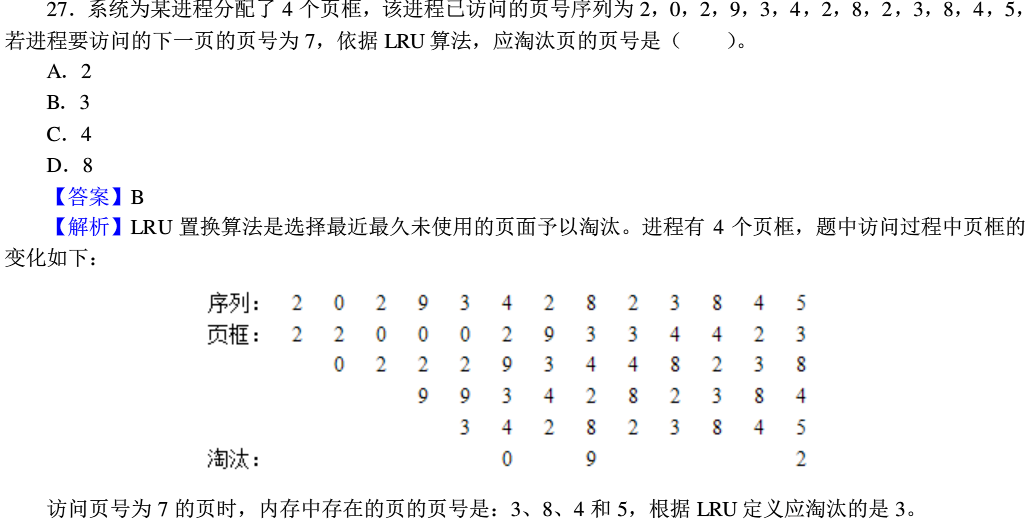 27．系统为某进程分配了 4 个页框，该进程已访问的页号序列为 2，0，2，9，3，4，2，8，2，3，8，4，5，
若进程要访问的下一页的页号为 7，依据 LRU 算法，应淘汰页的页号是（　　）。
A．2
B．3
C．4
D．8
【答案】B
【解析】LRU 置换算法是选择最近最久未使用的页面予以淘汰。进程有 4 个页框，题中访问过程中页框的
变化如下：
序列： 2 0 2 9 3 4 2 8 2 3 8 4 5
页框： 2 2 0 0 0 2 9 3 3 4 4 2 3
0 2 2 2 9 3 4 4 8 2 3 8
9 9 3 4 2 8 2 3 8 4
3 4 2 8 2 3 8 4 5
淘汰： 0 9 2
访问页号为 7 的页时，内存中存在的页的页号是：3、8、4 和 5，根据 LRU 定义应淘汰的是 3。